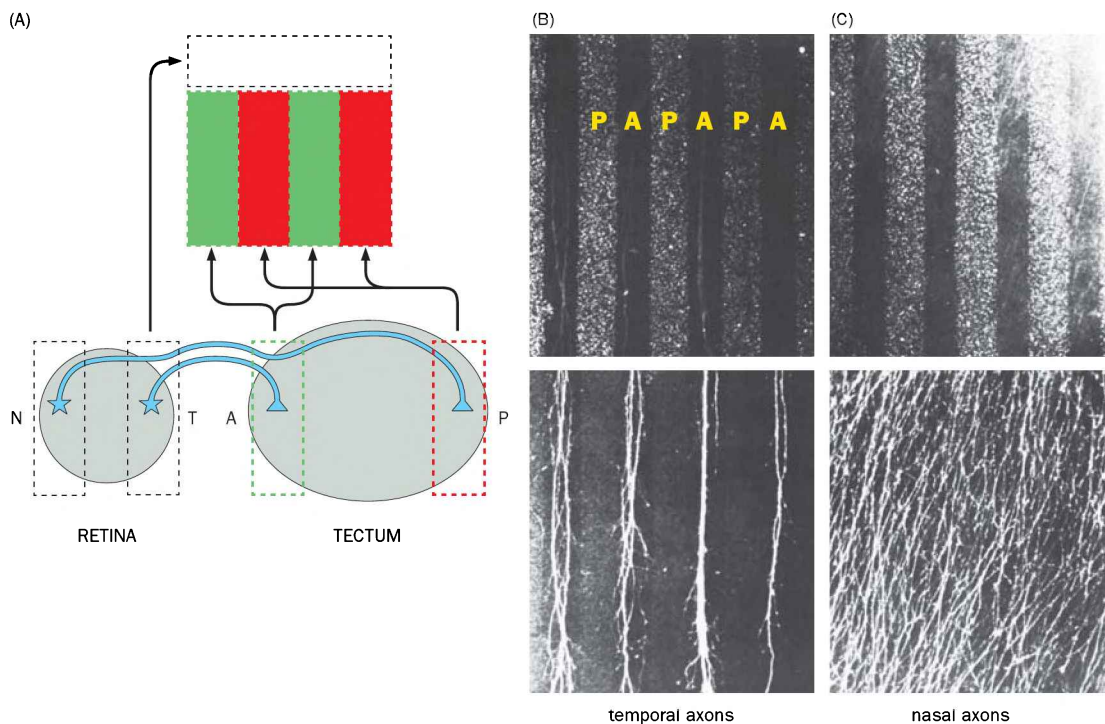 (A)
(B)
(C)
P A P A P A
N T A P
RETINA TECTUM
temporal axons nasal axons